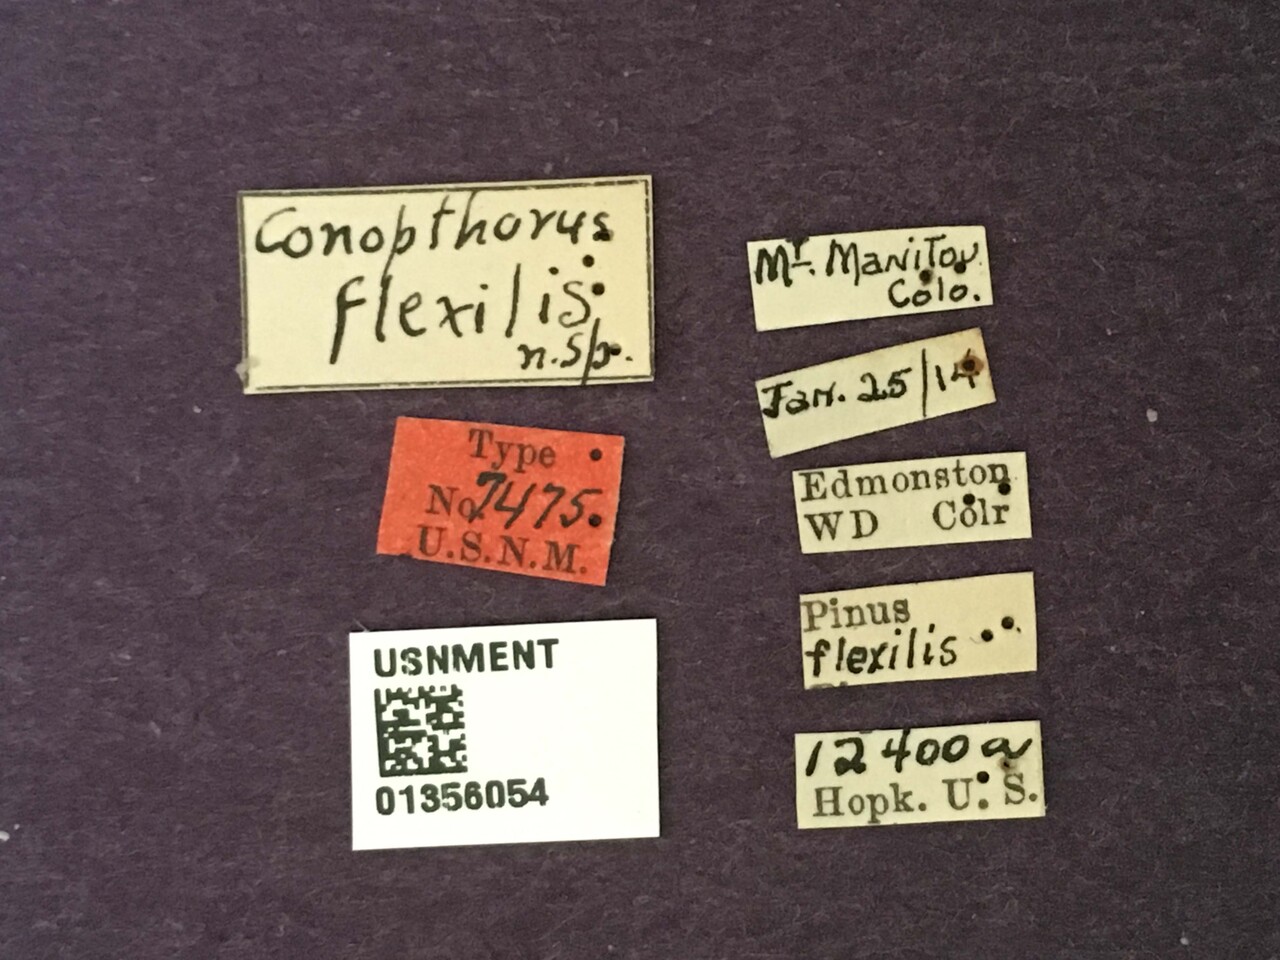 Conopthorus
flexilis
n.sp.
Type
No 7475.
U.S.N.M.
USNMENT
01356054
Mt. Manitou
Colo.
Jan. 25/14
Edmonston
WD Colr
Pinus
flexilis
12400a
Hopk. U.S.